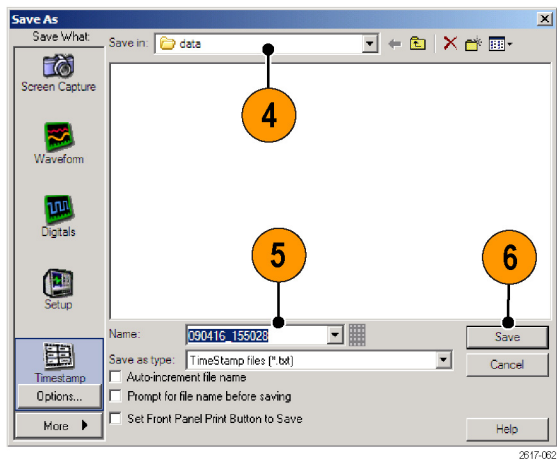 Save As
Save What:
Save in: data
Screen Capture
4
Waveform
Digitals
Setup
5
6
Name: 090416_155028
Save
Save as type: TimeStamp files (*.txt)
Cancel
Timestamp
Auto-increment file name
Options...
Prompt for file name before saving
More
Set Front Panel Print Button to Save
Help
2617-062